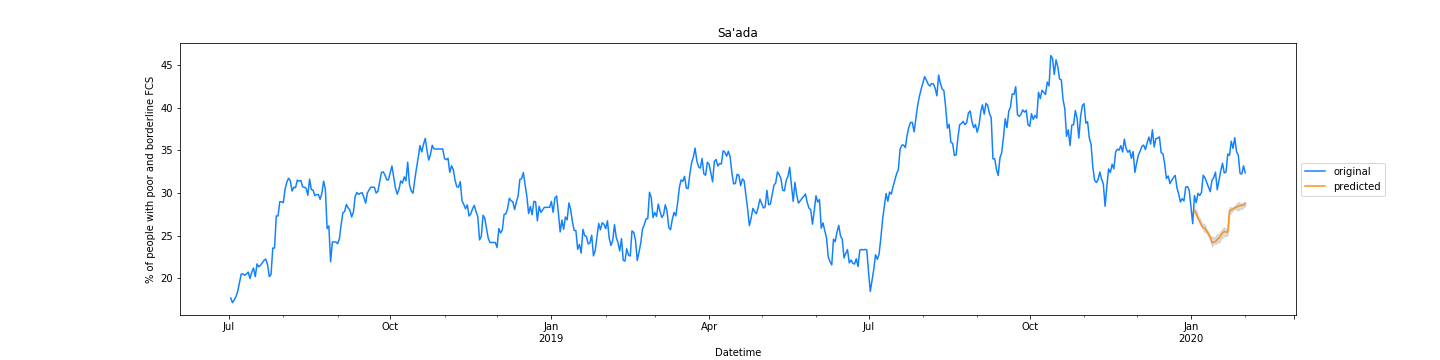 Sa'ada
% of people with poor and borderline FCS
45
40
35
30
25
20
Jul
Oct
Jan
2019
Apr
Jul
Oct
Jan
2020
Datetime
original
predicted